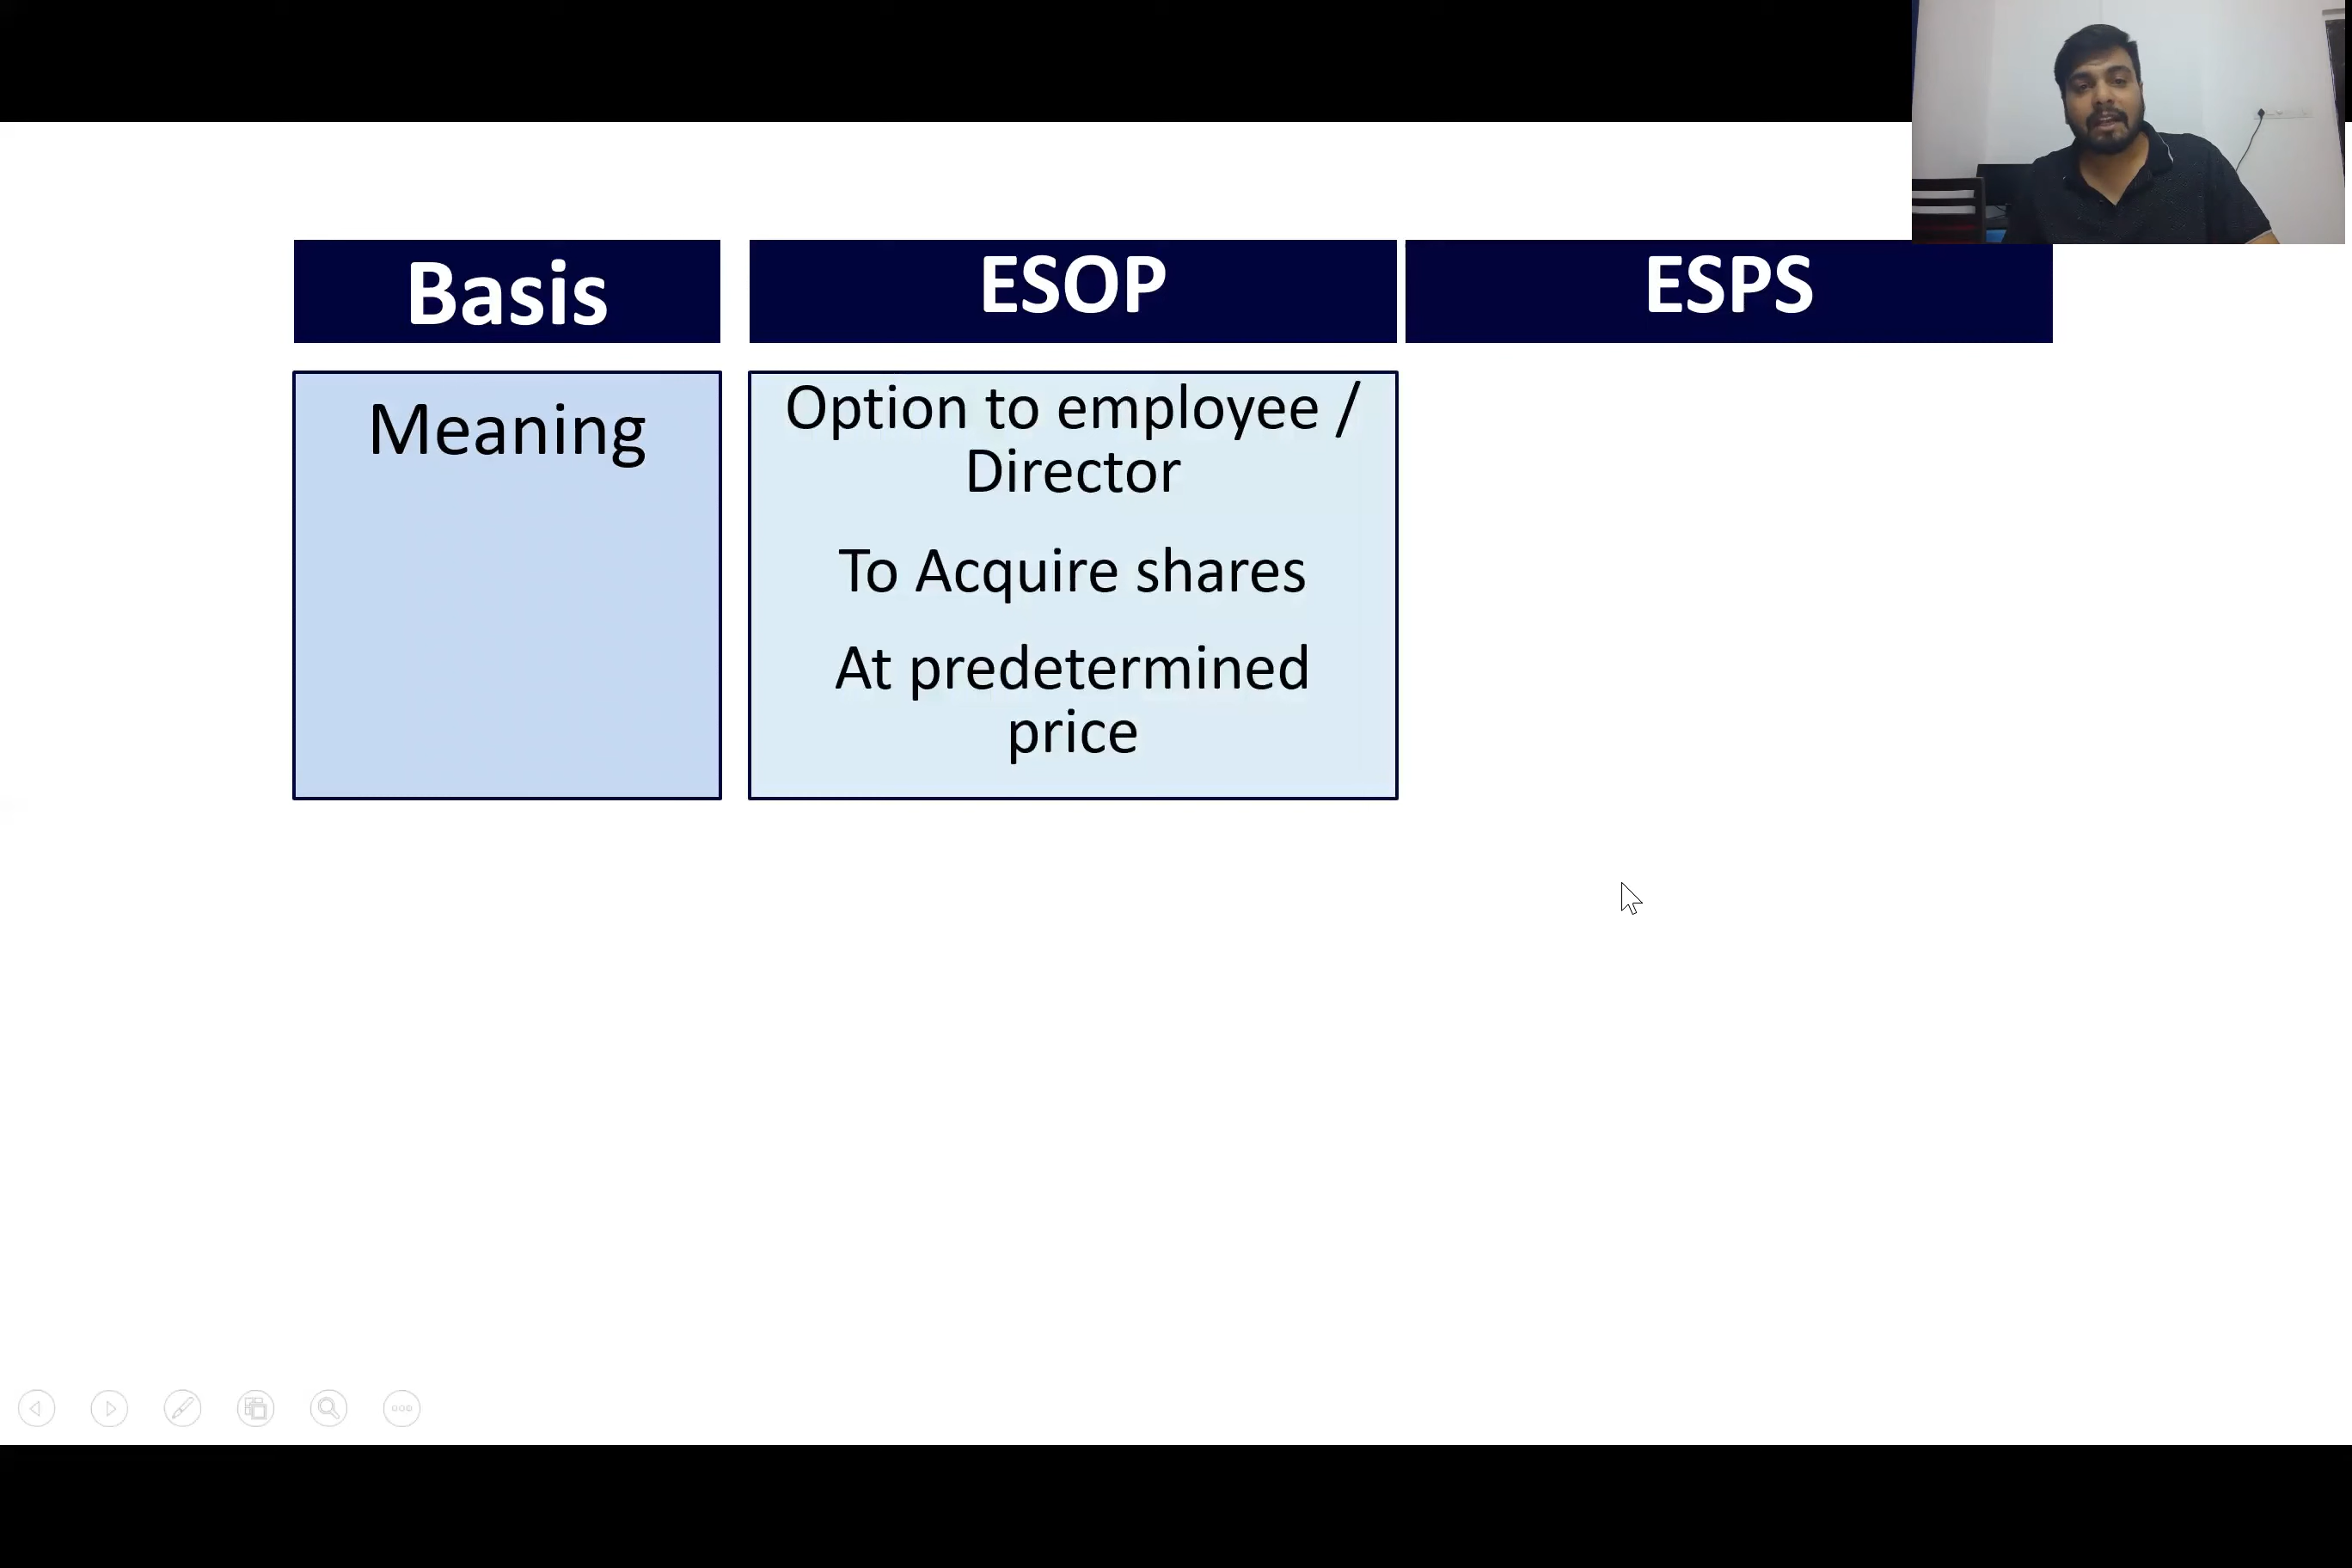 Basis
ESOP
ESPS
Meaning
Option to employee /
Director
To Acquire shares
At predetermined
price